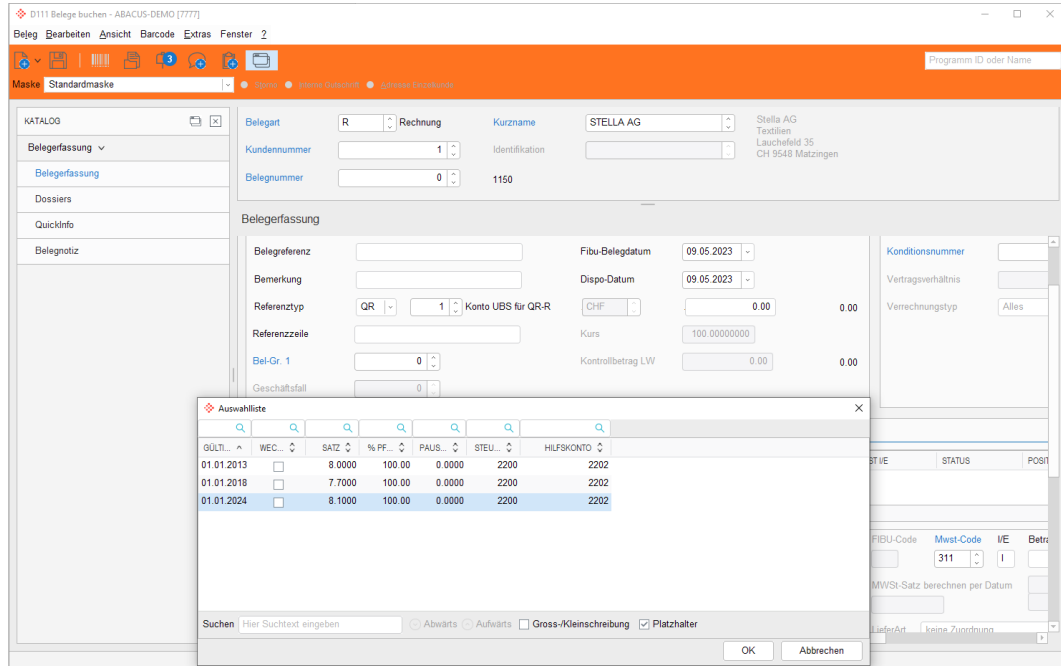 D111 Belege buchen - ABACUS-DEMO [7777]
Beleg Bearbeiten Ansicht Barcode Extras Fenster ?
3
Programm ID oder Name
Maske Standardmaske
KATALOG
Belegerfassung
Belegerfassung
Dossiers
QuickInfo
Belegnotiz
Belegart R Rechnung Kurzname STELLA AG
Kundennummer 1 Identifikation
Belegnummer 0 1150
Stella AG
Textilien
Lauchefeld 35
CH 9548 Matzingen
Belegerfassung
Belegreferenz Fibu-Belegdatum 09.05.2023 Konditionsnummer
Bemerkung Dispo-Datum 09.05.2023 Vertragsverhältnis
Referenztyp QR 1 Konto UBS für QR-R CHF 0.00 0.00 Verrechnungstyp Alles
Referenzzeile Kurs 100.00000000
Bel-Gr. 1 0 Kontrollbetrag LW 0.00 0.00
Geschäftsfall 0
Auswahlliste
GÜLTI... WEC... SATZ % PF... PAUS... STEU... HILFSKONTO
01.01.2013 8.0000 100.00 0.0000 2200 2202
01.01.2018 7.7000 100.00 0.0000 2200 2202
01.01.2024 8.1000 100.00 0.0000 2200 2202
Suchen Hier Suchtext eingeben Abwärts Aufwärts Gross-/Kleinschreibung Platzhalter
OK Abbrechen
ST I/E STATUS POSIT
FIBU-Code Mwst-Code I/E Betra
311 I
MWSt-Satz berechnen per Datum
LieferArt keine Zuordnung